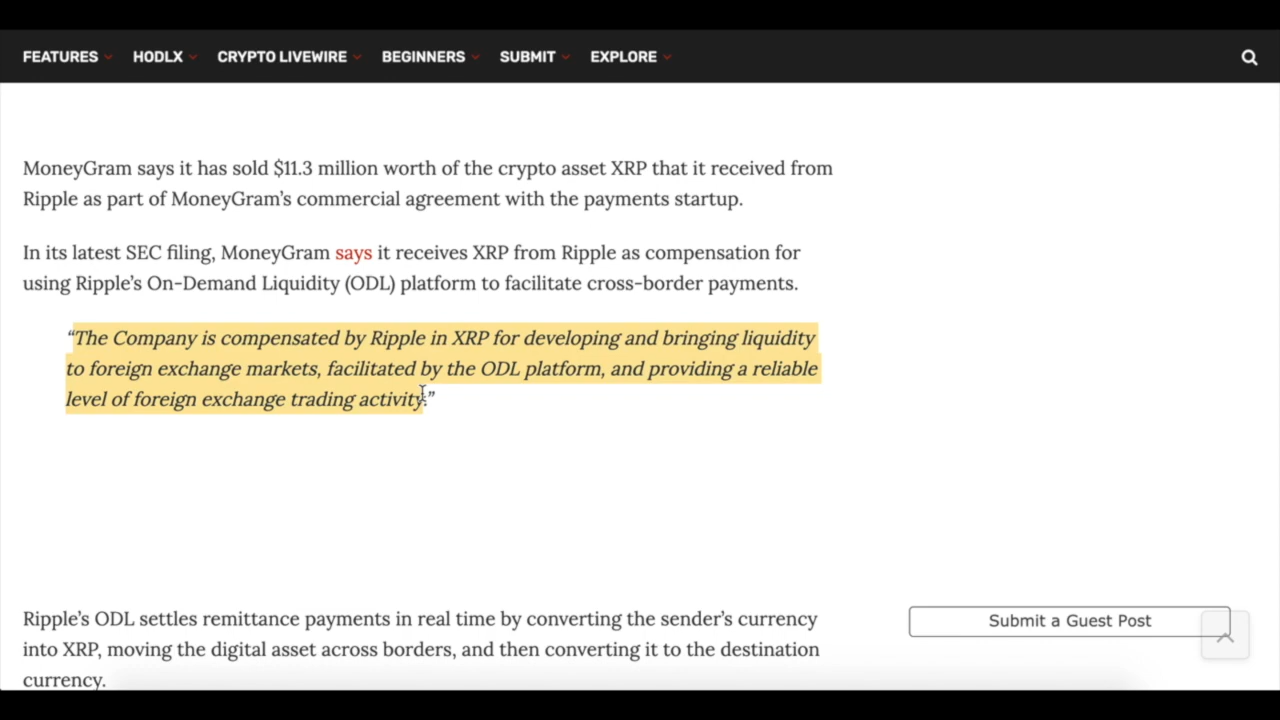 FEATURES HODLX CRYPTO LIVEWIRE BEGINNERS SUBMIT EXPLORE
MoneyGram says it has sold $11.3 million worth of the crypto asset XRP that it received from
Ripple as part of MoneyGram’s commercial agreement with the payments startup.
In its latest SEC filing, MoneyGram says it receives XRP from Ripple as compensation for
using Ripple’s On-Demand Liquidity (ODL) platform to facilitate cross-border payments.
“The Company is compensated by Ripple in XRP for developing and bringing liquidity
to foreign exchange markets, facilitated by the ODL platform, and providing a reliable
level of foreign exchange trading activity.”
Ripple’s ODL settles remittance payments in real time by converting the sender’s currency
into XRP, moving the digital asset across borders, and then converting it to the destination
currency.
Submit a Guest Post